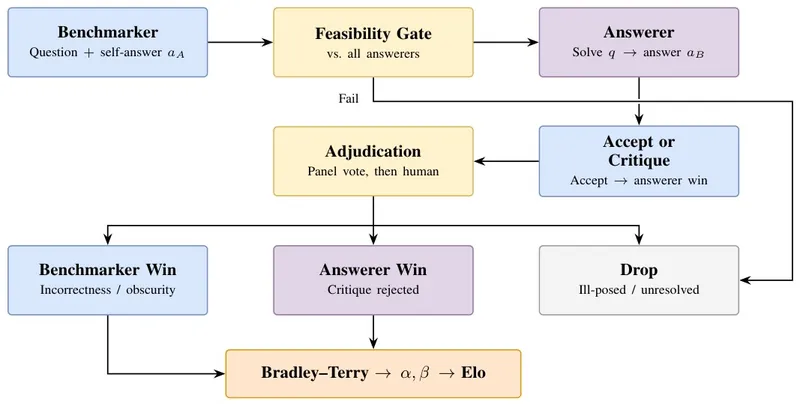 Benchmarker
Question + self-answer a_A
Feasibility Gate
vs. all answerers
Answerer
Solve q → answer a_B
Fail
Adjudication
Panel vote, then human
Accept or
Critique
Accept → answerer win
Benchmarker Win
Incorrectness / obscurity
Answerer Win
Critique rejected
Drop
Ill-posed / unresolved
Bradley–Terry → α, β → Elo